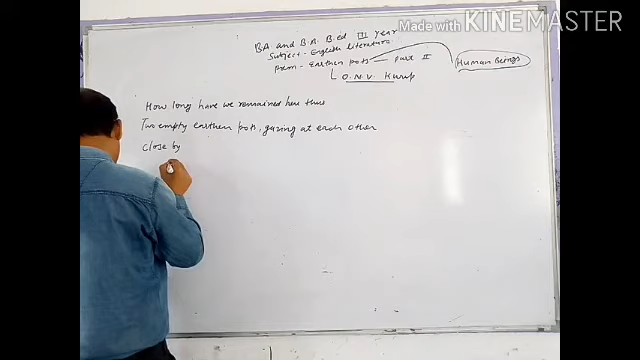 Made with KINEMASTER
BA and B.A. B.ed III year
Subject - English literature
Poem - Earthen pots - part II
Human Beings
O.N.V Kurup
How long have we remained here thus
Two empty earthen pots, gazing at each other
close by